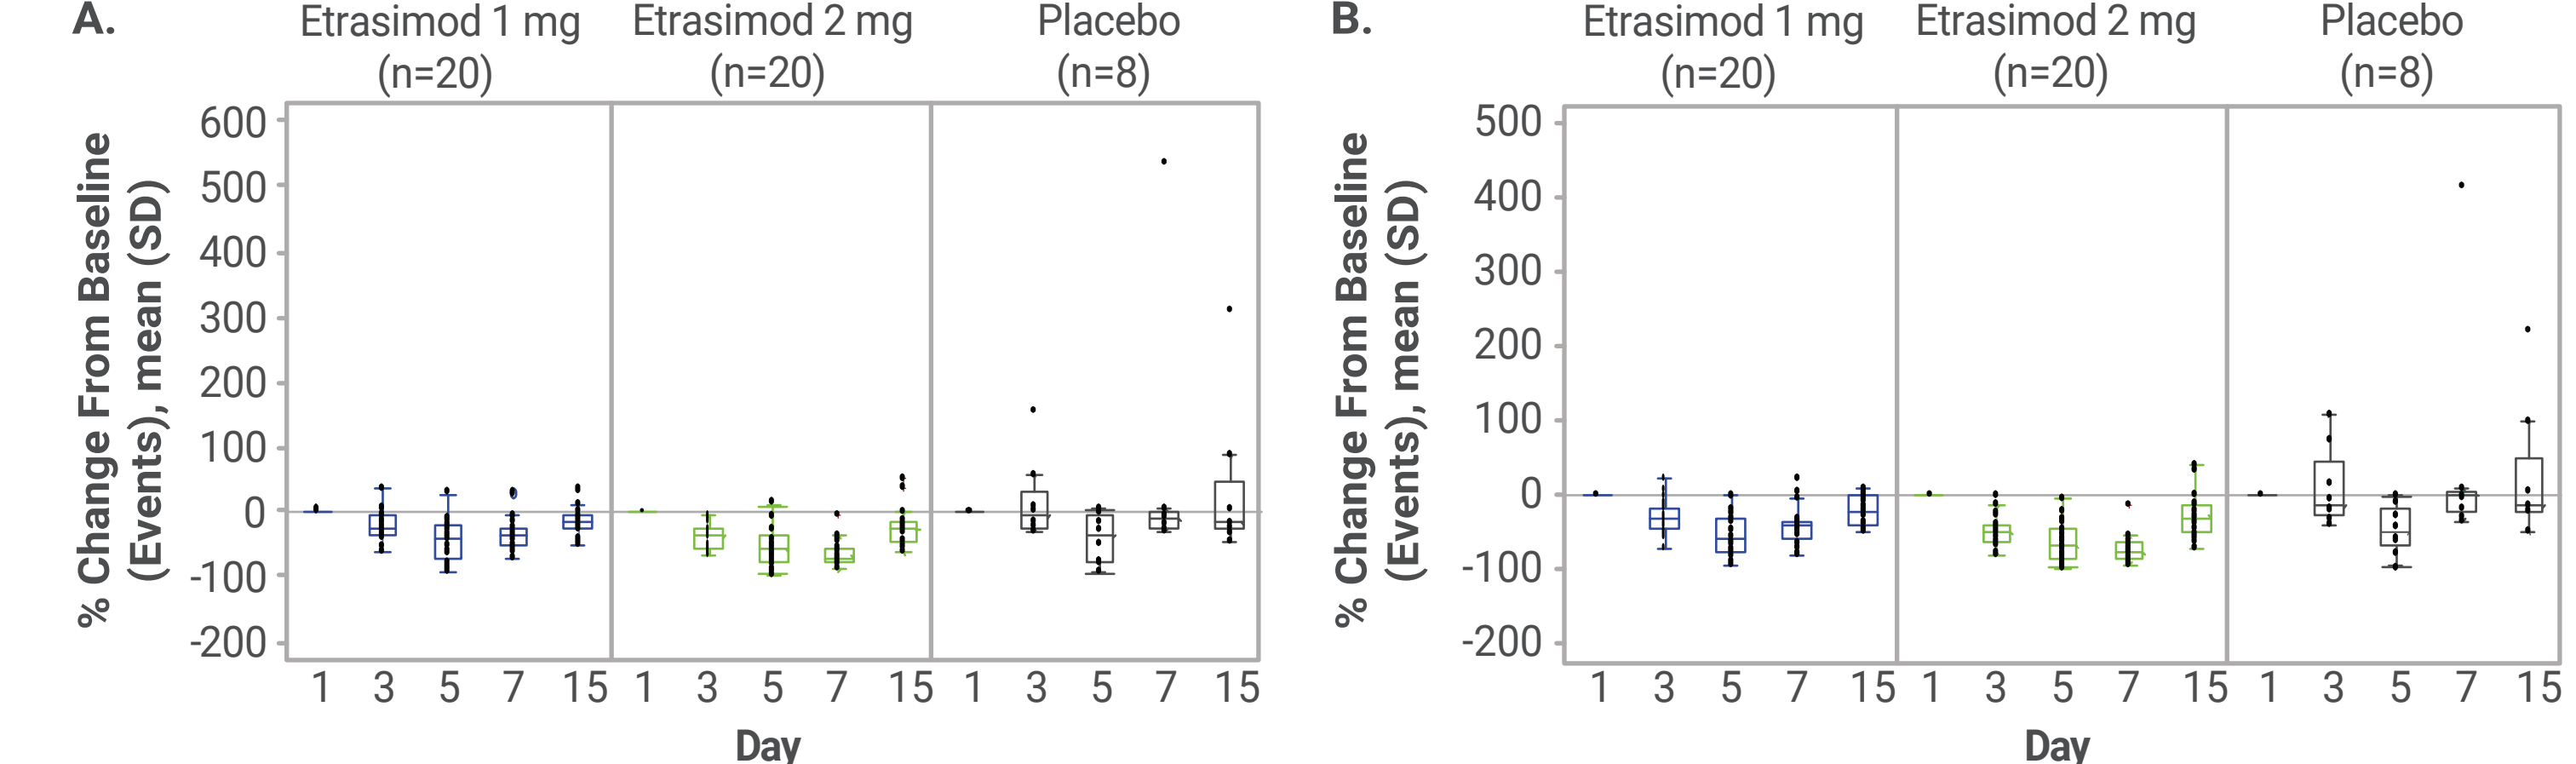 A.
Etrasimod 1 mg
(n=20)
Etrasimod 2 mg
(n=20)
Placebo
(n=8)
% Change From Baseline
(Events), mean (SD)
600
500
400
300
200
100
0
-100
-200
1 3 5 7 15 1 3 5 7 15 1 3 5 7 15
Day
B.
Etrasimod 1 mg
(n=20)
Etrasimod 2 mg
(n=20)
Placebo
(n=8)
% Change From Baseline
(Events), mean (SD)
500
400
300
200
100
0
-100
-200
1 3 5 7 15 1 3 5 7 15 1 3 5 7 15
Day